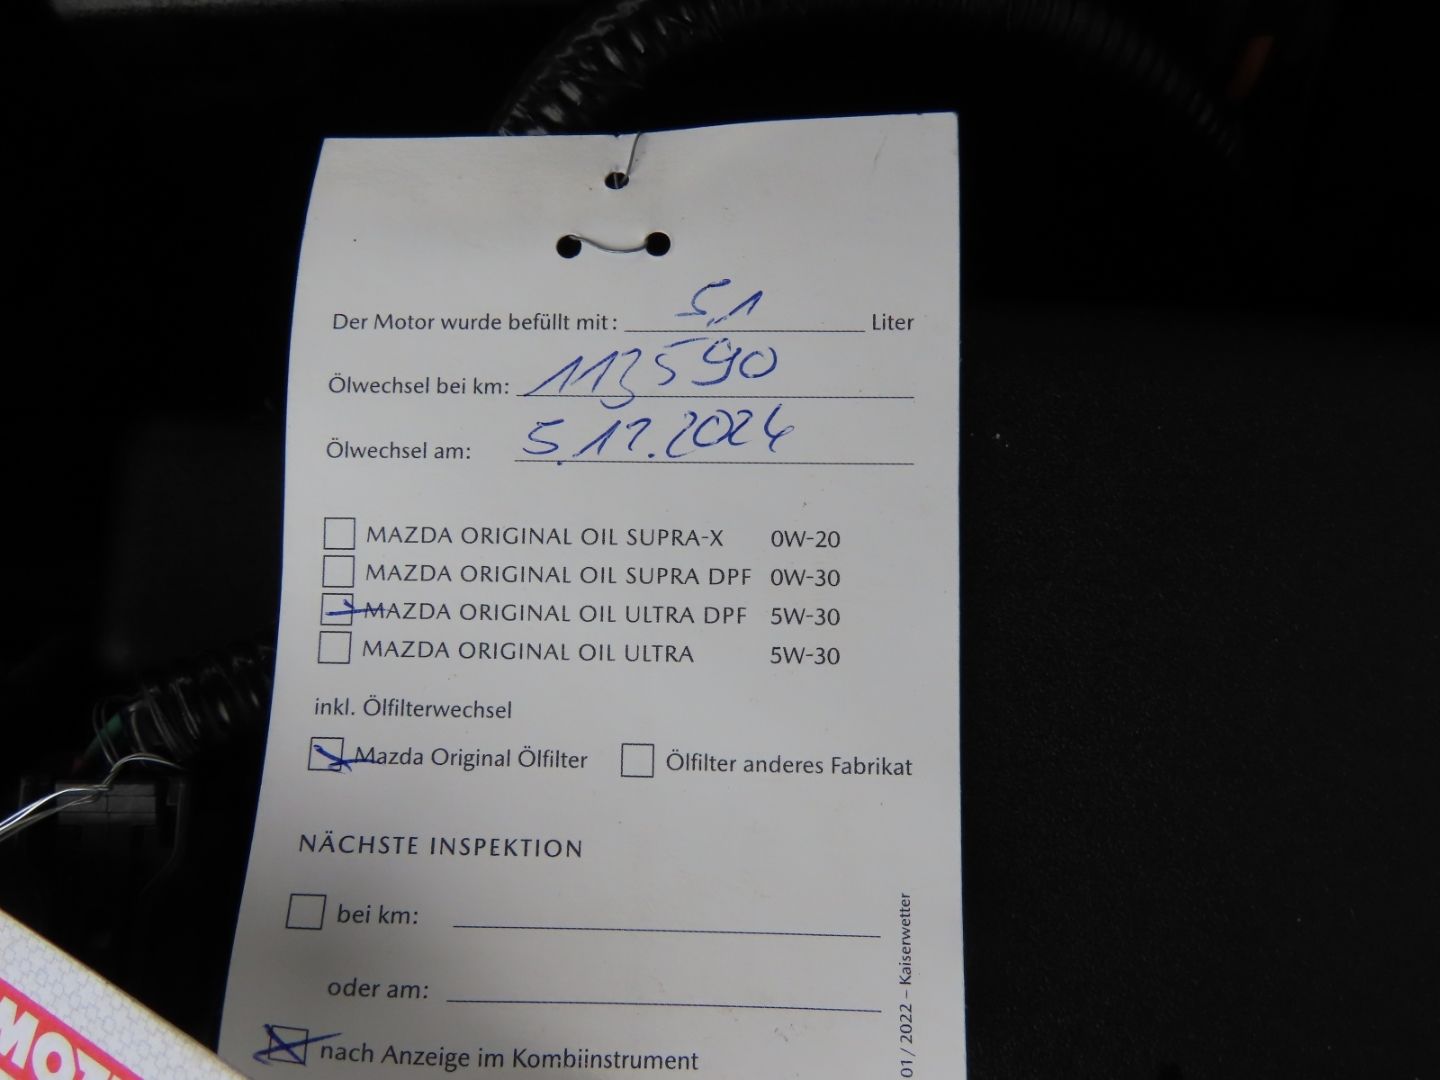 Der Motor wurde befüllt mit: 5,1 Liter
Ölwechsel bei km: 113590
Ölwechsel am: 5.12.2024
MAZDA ORIGINAL OIL SUPRA-X 0W-20
MAZDA ORIGINAL OIL SUPRA DPF 0W-30
MAZDA ORIGINAL OIL ULTRA DPF 5W-30
MAZDA ORIGINAL OIL ULTRA 5W-30
inkl. Ölfilterwechsel
Mazda Original Ölfilter Ölfilter anderes Fabrikat
NÄCHSTE INSPEKTION
bei km:
oder am:
nach Anzeige im Kombiinstrument
01/2022 – Kaiserwetter